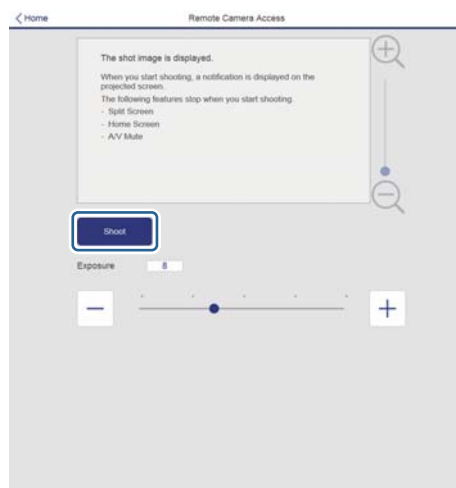 Home
Remote Camera Access
The shot image is displayed.
When you start shooting, a notification is displayed on the
projected screen.
The following features stop when you start shooting.
- Split Screen
- Home Screen
- A/V Mute
Shoot
Exposure 8